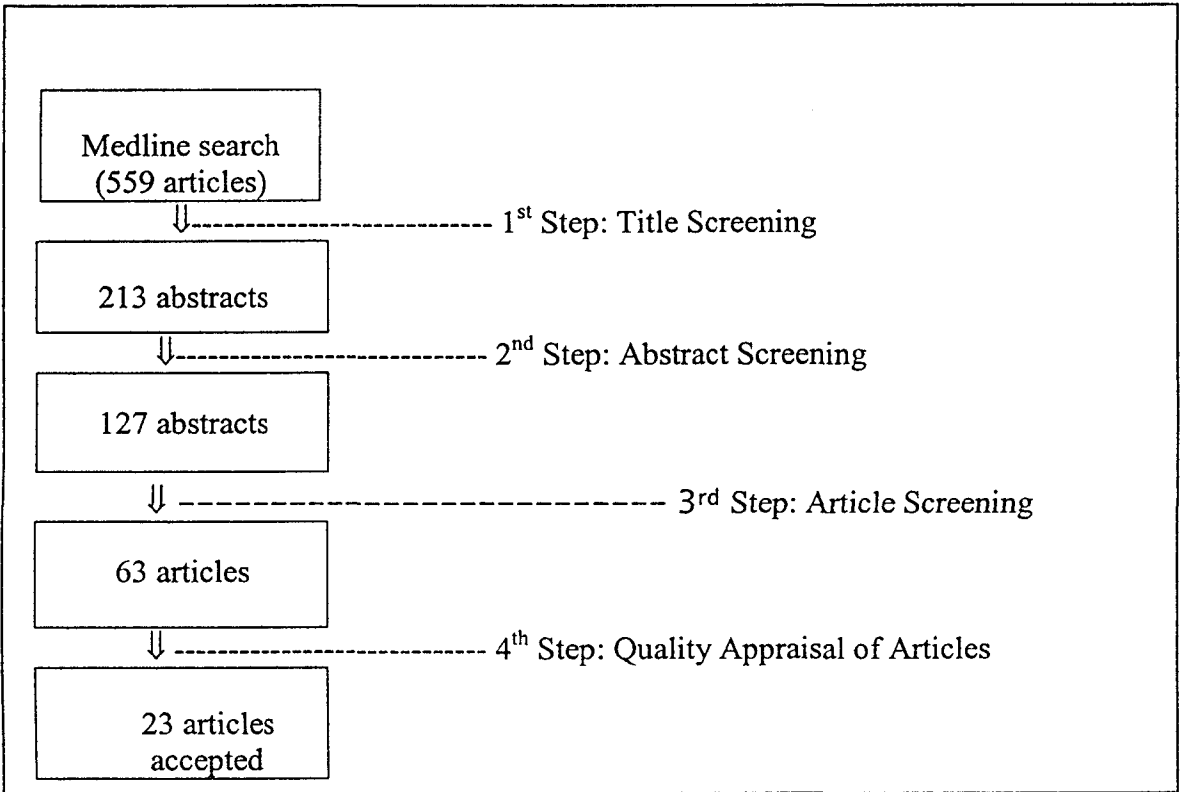 Medline search
(559 articles)
1st Step: Title Screening
213 abstracts
2nd Step: Abstract Screening
127 abstracts
3rd Step: Article Screening
63 articles
4th Step: Quality Appraisal of Articles
23 articles
accepted